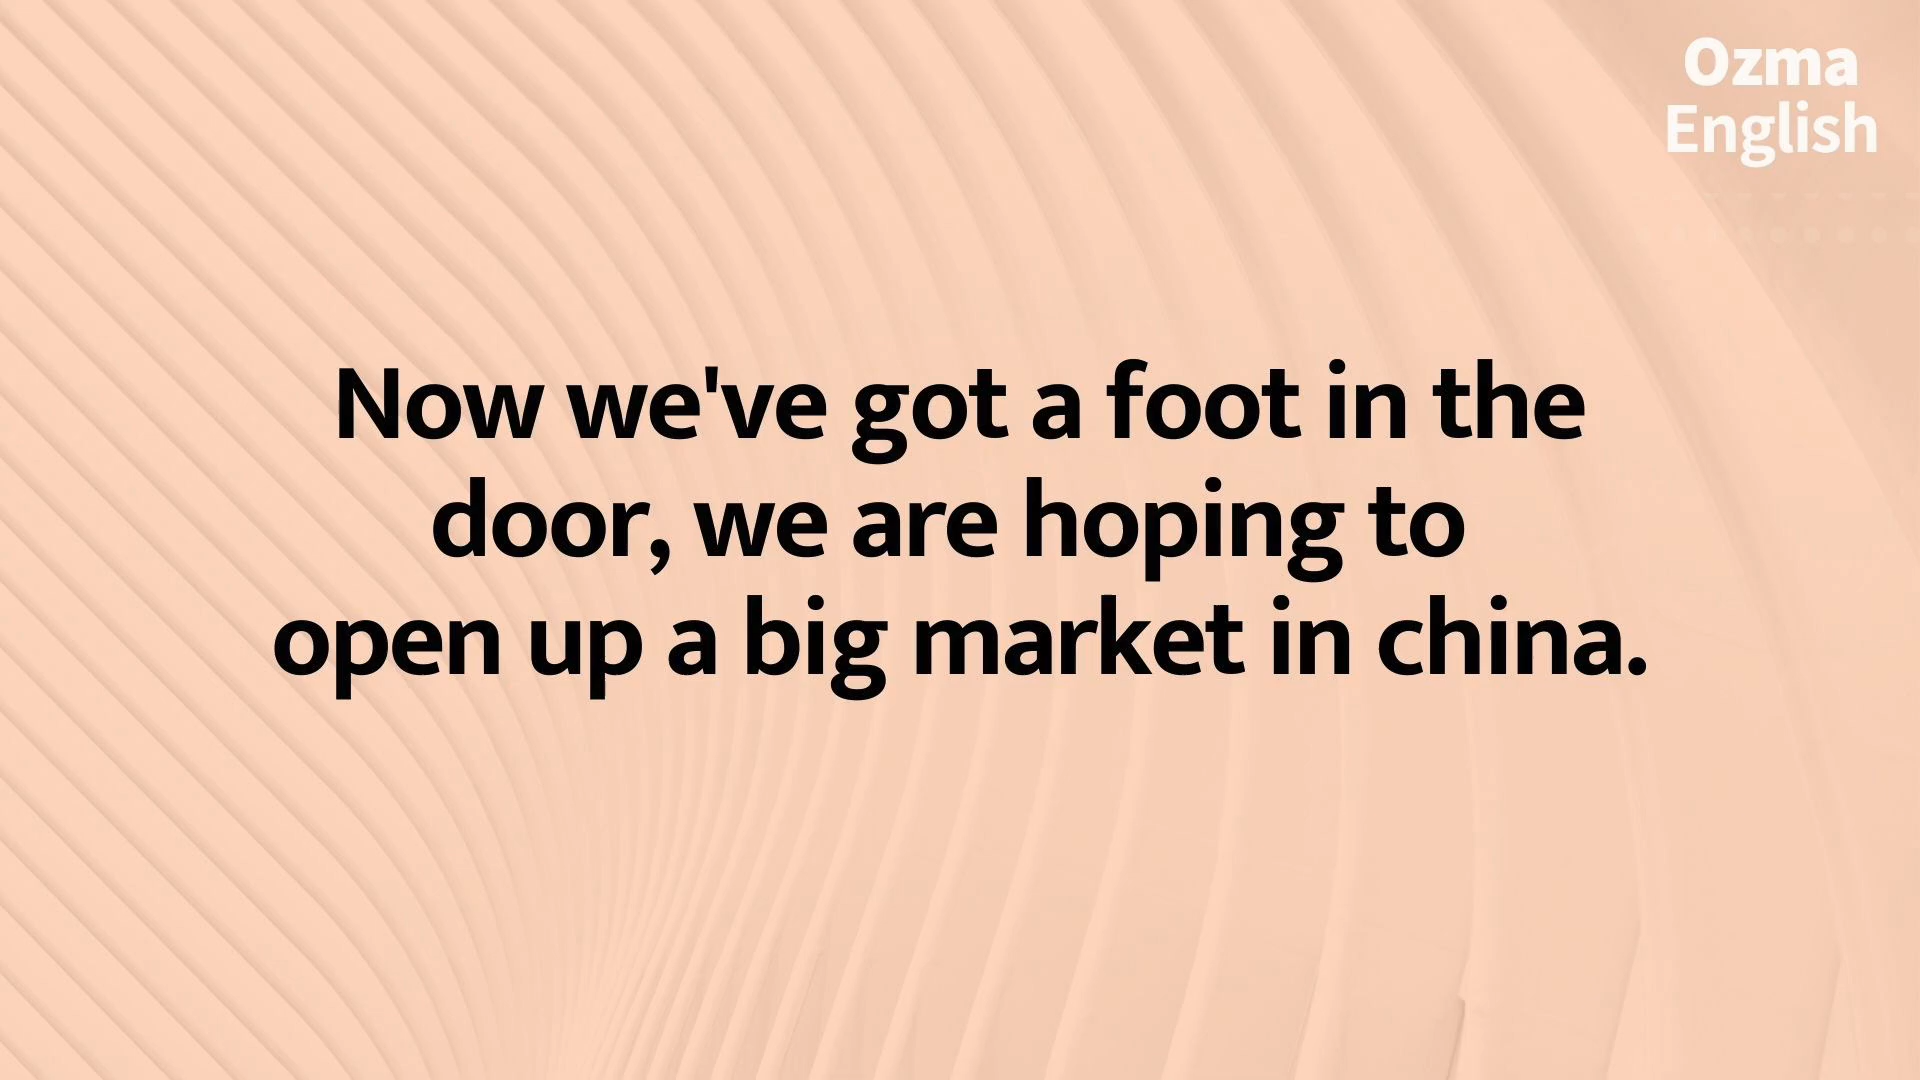 Ozma
English
Now we've got a foot in the
door, we are hoping to
open up a big market in china.